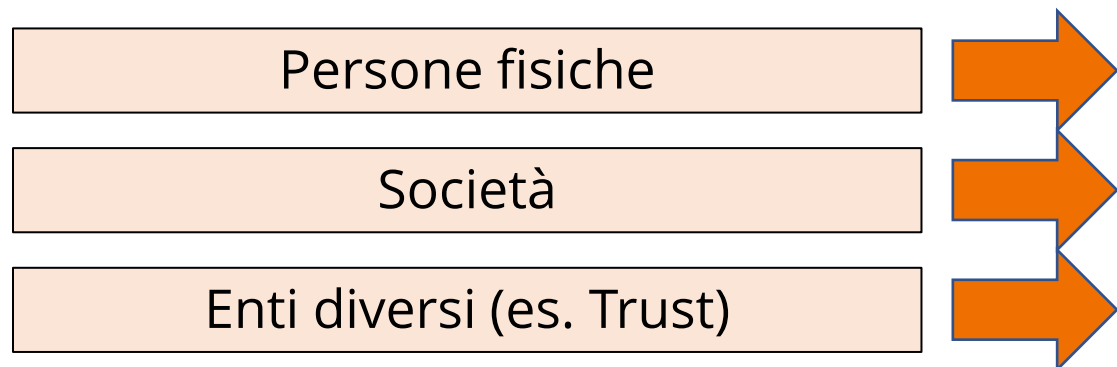 Persone fisiche
Società
Enti diversi (es. Trust)